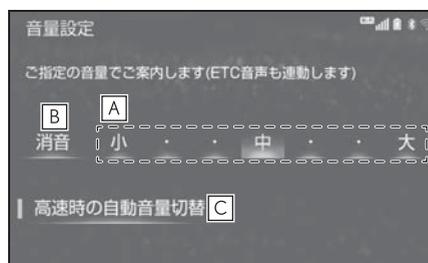 音量設定
ご指定の音量でご案内します(ETC音声も連動します)
B A
消音 小 ・ ・ 中 ・ ・ 大
高速時の自動音量切替 C